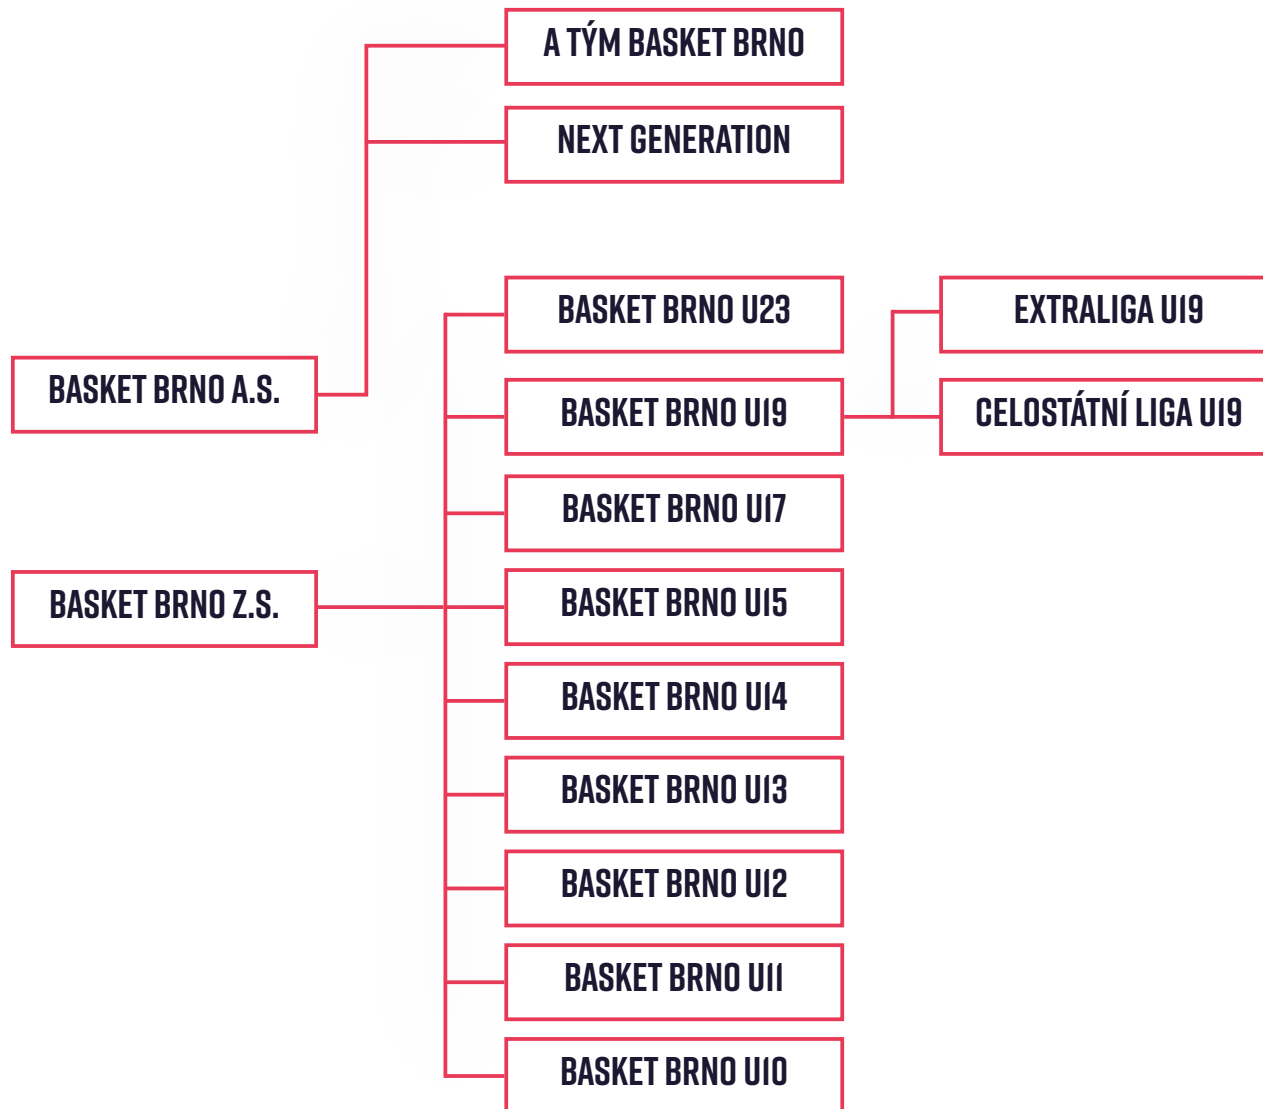 A TÝM BASKET BRNO
NEXT GENERATION
BASKET BRNO U23
EXTRALIGA U19
BASKET BRNO A.S.
BASKET BRNO U19
CELOSTÁTNÍ LIGA U19
BASKET BRNO U17
BASKET BRNO Z.S.
BASKET BRNO U15
BASKET BRNO U14
BASKET BRNO U13
BASKET BRNO U12
BASKET BRNO U11
BASKET BRNO U10